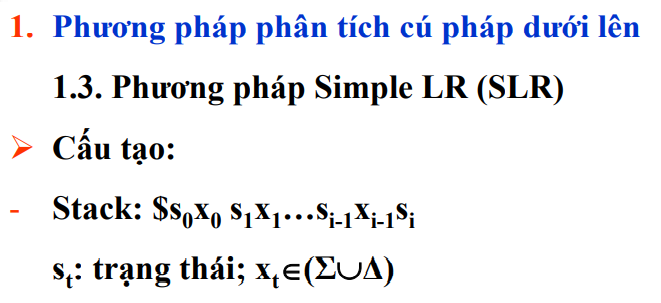 1. Phương pháp phân tích cú pháp dưới lên
1.3. Phương pháp Simple LR (SLR)
➢ Cấu tạo:
- Stack: $s₀x₀ s₁x₁…sᵢ₋₁xᵢ₋₁sᵢ
sₜ: trạng thái; xₜ∈(Σ∪Δ)